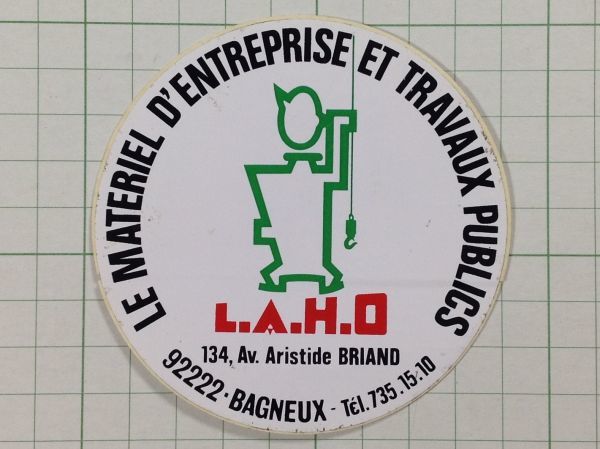 LE MATERIEL D'ENTREPRISE ET TRAVAUX PUBLICS
L.A.H.O
134, Av. Aristide BRIAND
92222 · BAGNEUX - Tél. 735.15.10